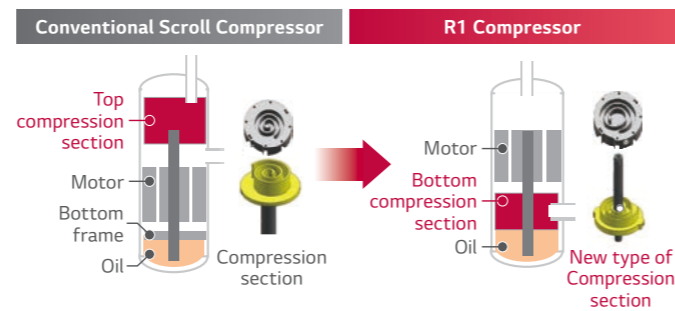 Conventional Scroll Compressor
R1 Compressor
Top
compression
section
Motor
Bottom
frame
Oil
Compression
section
Motor
Bottom
compression
section
Oil
New type of
Compression
section